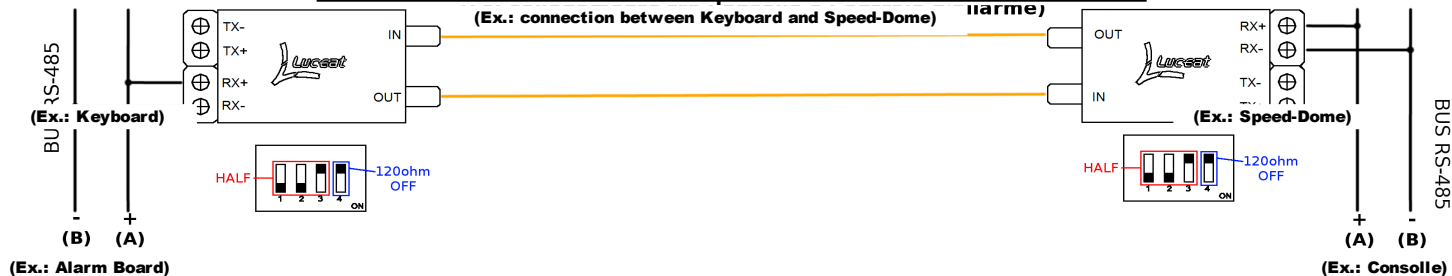 (Ex.: connection between Keyboard and Speed-Dome)
TX-
TX+
RX+
RX-
IN
OUT
Luceat
OUT
IN
Luceat
RX+
RX-
TX-
BUS RS-485
(Ex.: Keyboard)
(Ex.: Speed-Dome)
BUS RS-485
HALF
1 2 3 4
ON
120ohm
OFF
HALF
1 2 3 4
ON
120ohm
OFF
- +
(B) (A)
+ -
(A) (B)
(Ex.: Alarm Board)
(Ex.: Consolle)